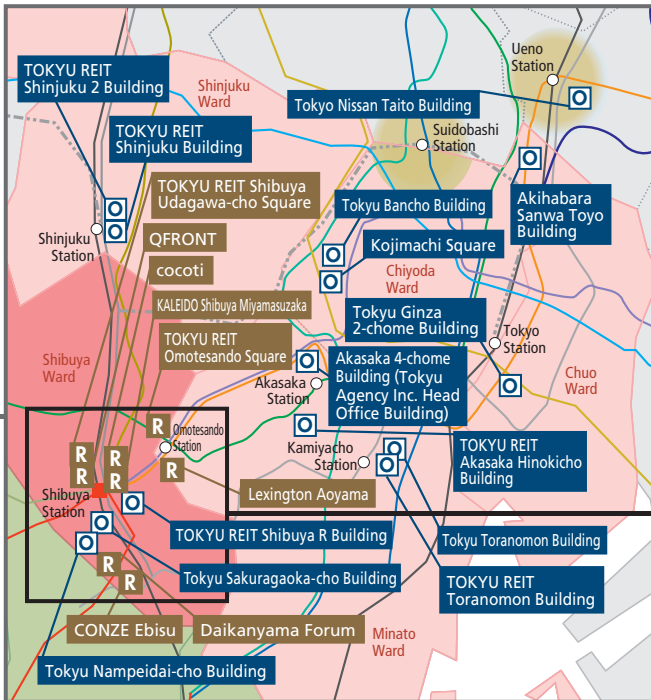 Ueno
Station
TOKYU REIT
Shinjuku 2 Building
Shinjuku
Ward
Tokyo Nissan Taito Building
O
TOKYU REIT
Shinjuku Building
Suidobashi
Station
O
TOKYU REIT Shibuya
Udagawa-cho Square
Tokyu Bancho Building
Akihabara
Sanwa Toyo
Building
O
O
Shinjuku
Station
QFRONT
O
Kojimachi Square
cocoti
O
Chiyoda
Ward
KALEIDO Shibuya Miyamasuzaka
Tokyu Ginza
2-chome Building
TOKYU REIT
Omotesando Square
Tokyo
Station
Shibuya
Ward
O
Akasaka 4-chome
Building (Tokyu
Agency Inc. Head
Office Building)
Chuo
Ward
Akasaka
Station
O
R
Omotesando
Station
O
Kamiyacho
Station
TOKYU REIT
Akasaka Hinokicho
Building
R
R
R
R
R
O
O
Shibuya
Station
Lexington Aoyama
O
O
TOKYU REIT Shibuya R Building
Tokyu Toranomon Building
O
Tokyu Sakuragaoka-cho Building
TOKYU REIT
Toranomon Building
R
R
CONZE Ebisu
Daikanyama Forum
Minato
Ward
Tokyu Nampeidai-cho Building